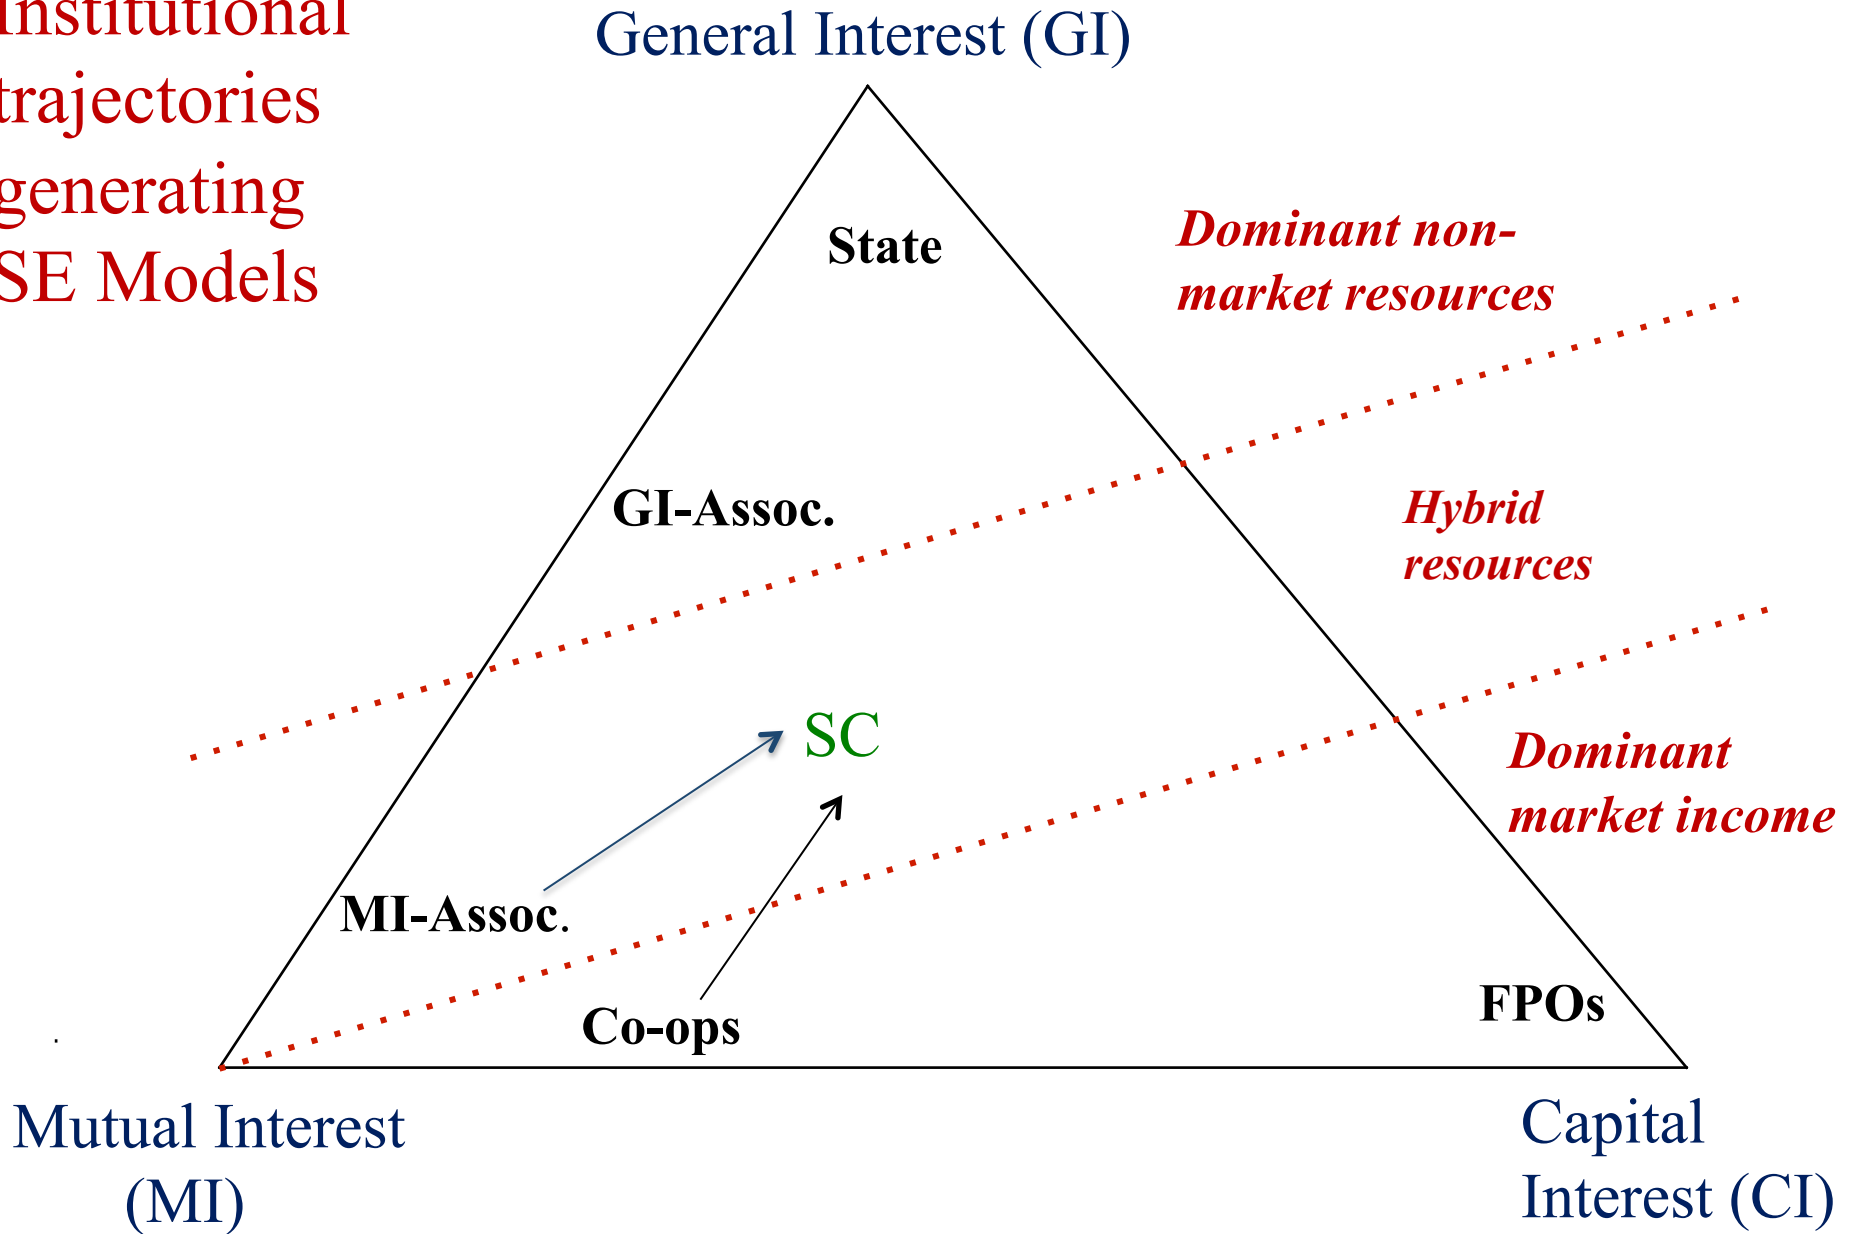 Institutional
trajectories
generating
SE Models
General Interest (GI)
State
Dominant non-
market resources
GI-Assoc.
Hybrid
resources
SC
Dominant
market income
MI-Assoc.
Co-ops
FPOs
Mutual Interest
(MI)
Capital
Interest (CI)